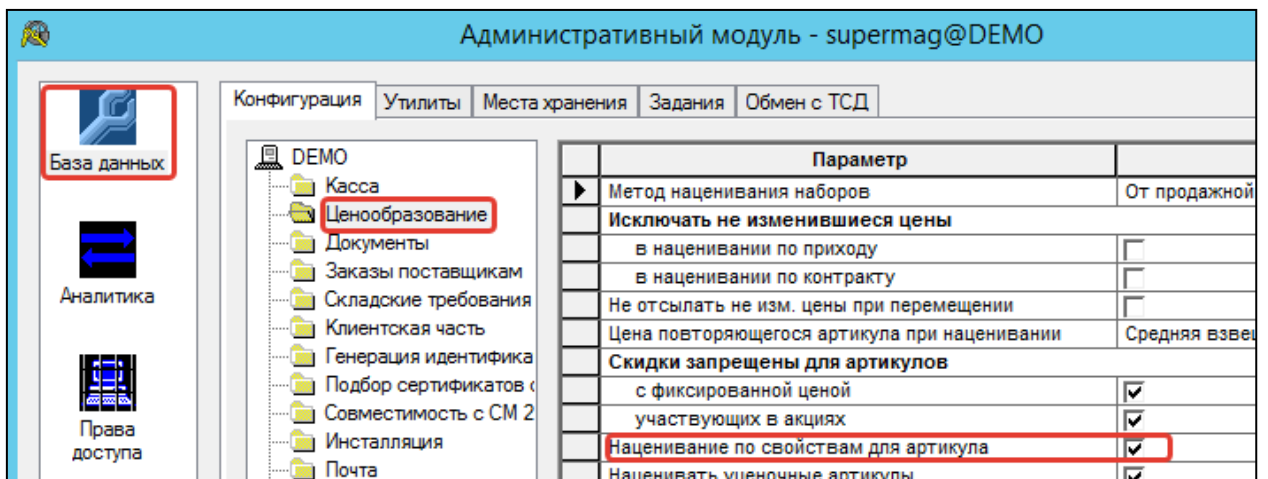 Административный модуль - supermag@DEMO
База данных
Аналитика
Права
доступа
Конфигурация Утилиты Места хранения Задания Обмен с ТСД
DEMO
Касса
Ценообразование
Документы
Заказы поставщикам
Складские требования
Клиентская часть
Генерация идентифика
Подбор сертификатов
Совместимость с СМ 2
Инсталляция
Почта
Параметр
Метод наценивания наборов От продажной
Исключать не изменившиеся цены
в наценивании по приходу
в наценивании по контракту
Не отсылать не изм. цены при перемещении
Цена повторяющегося артикула при наценивании Средняя взве
Скидки запрещены для артикулов
с фиксированной ценой
участвующих в акциях
Наценивание по свойствам для артикула
Наценивать уценочные артикулы